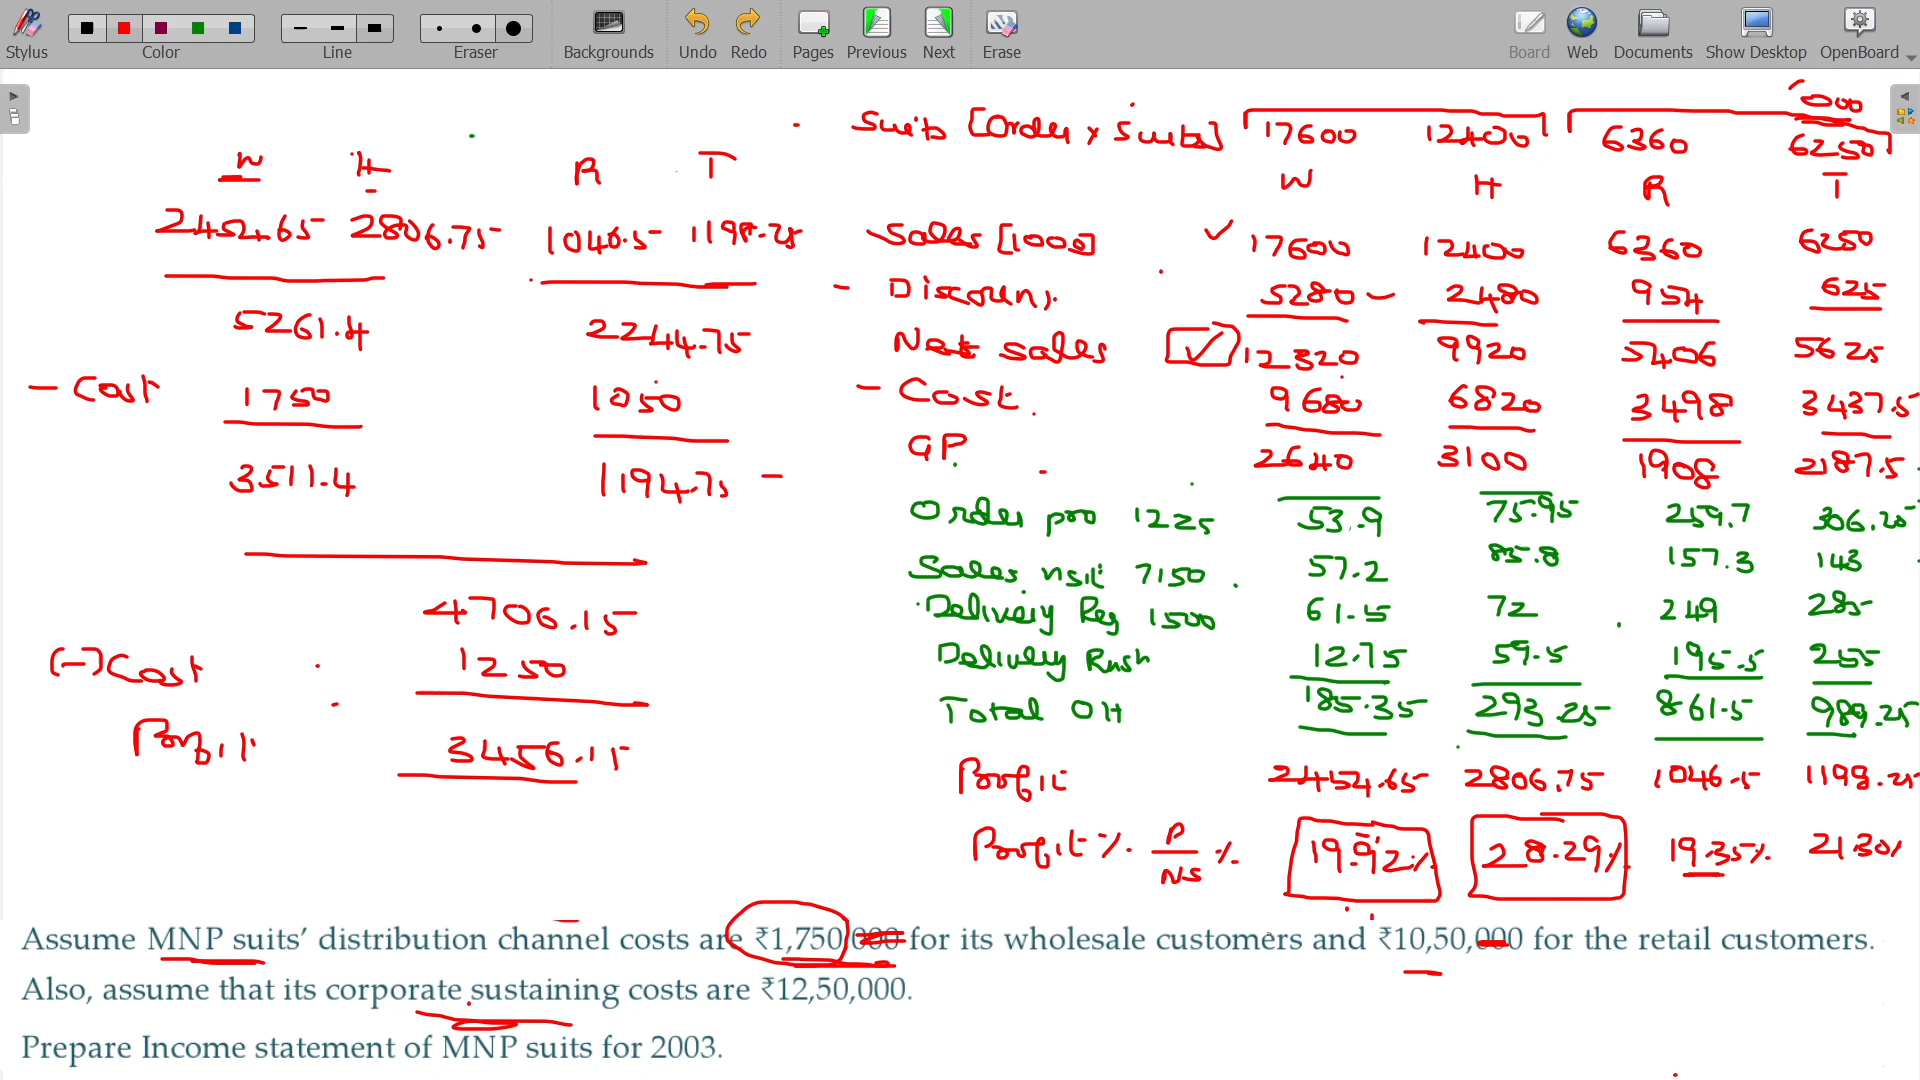 Stylus Color Line Eraser Backgrounds Undo Redo Pages Previous Next Erase Board Web Documents Show Desktop OpenBoard
'000
Suits [Order x Suits] 17600 12400 6360 6250
W H R T
W H R T
2454.65 2806.75 1046.5 1198.25
5261.4 2244.75
- Cost 1750 1050
3511.4 1194.75 -
4706.15
(-) Cost 1250
Profit 3456.15
Sales [1000] ✓ 17600 12400 6360 6250
- Discount 5280 2480 954 625
Net sales ✓ 12320 9920 5406 5625
- Cost 9680 6820 3498 3437.5
GP 2640 3100 1908 2187.5
Order pro 1225 53.9 75.95 259.7 306.25
Sales visit 7150 57.2 85.8 157.3 143
Delivery Reg 1500 61.5 72 249 285
Delivery Rush 12.75 59.5 195.5 255
Total OH 185.35 293.25 861.5 989.25
Profit 2454.65 2806.75 1046.5 1198.25
Profit % P/NS % 19.92% 28.29% 19.35% 21.30%
Assume MNP suits’ distribution channel costs are ₹1,750,000 for its wholesale customers and ₹10,50,000 for the retail customers.
Also, assume that its corporate sustaining costs are ₹12,50,000.
Prepare Income statement of MNP suits for 2003.